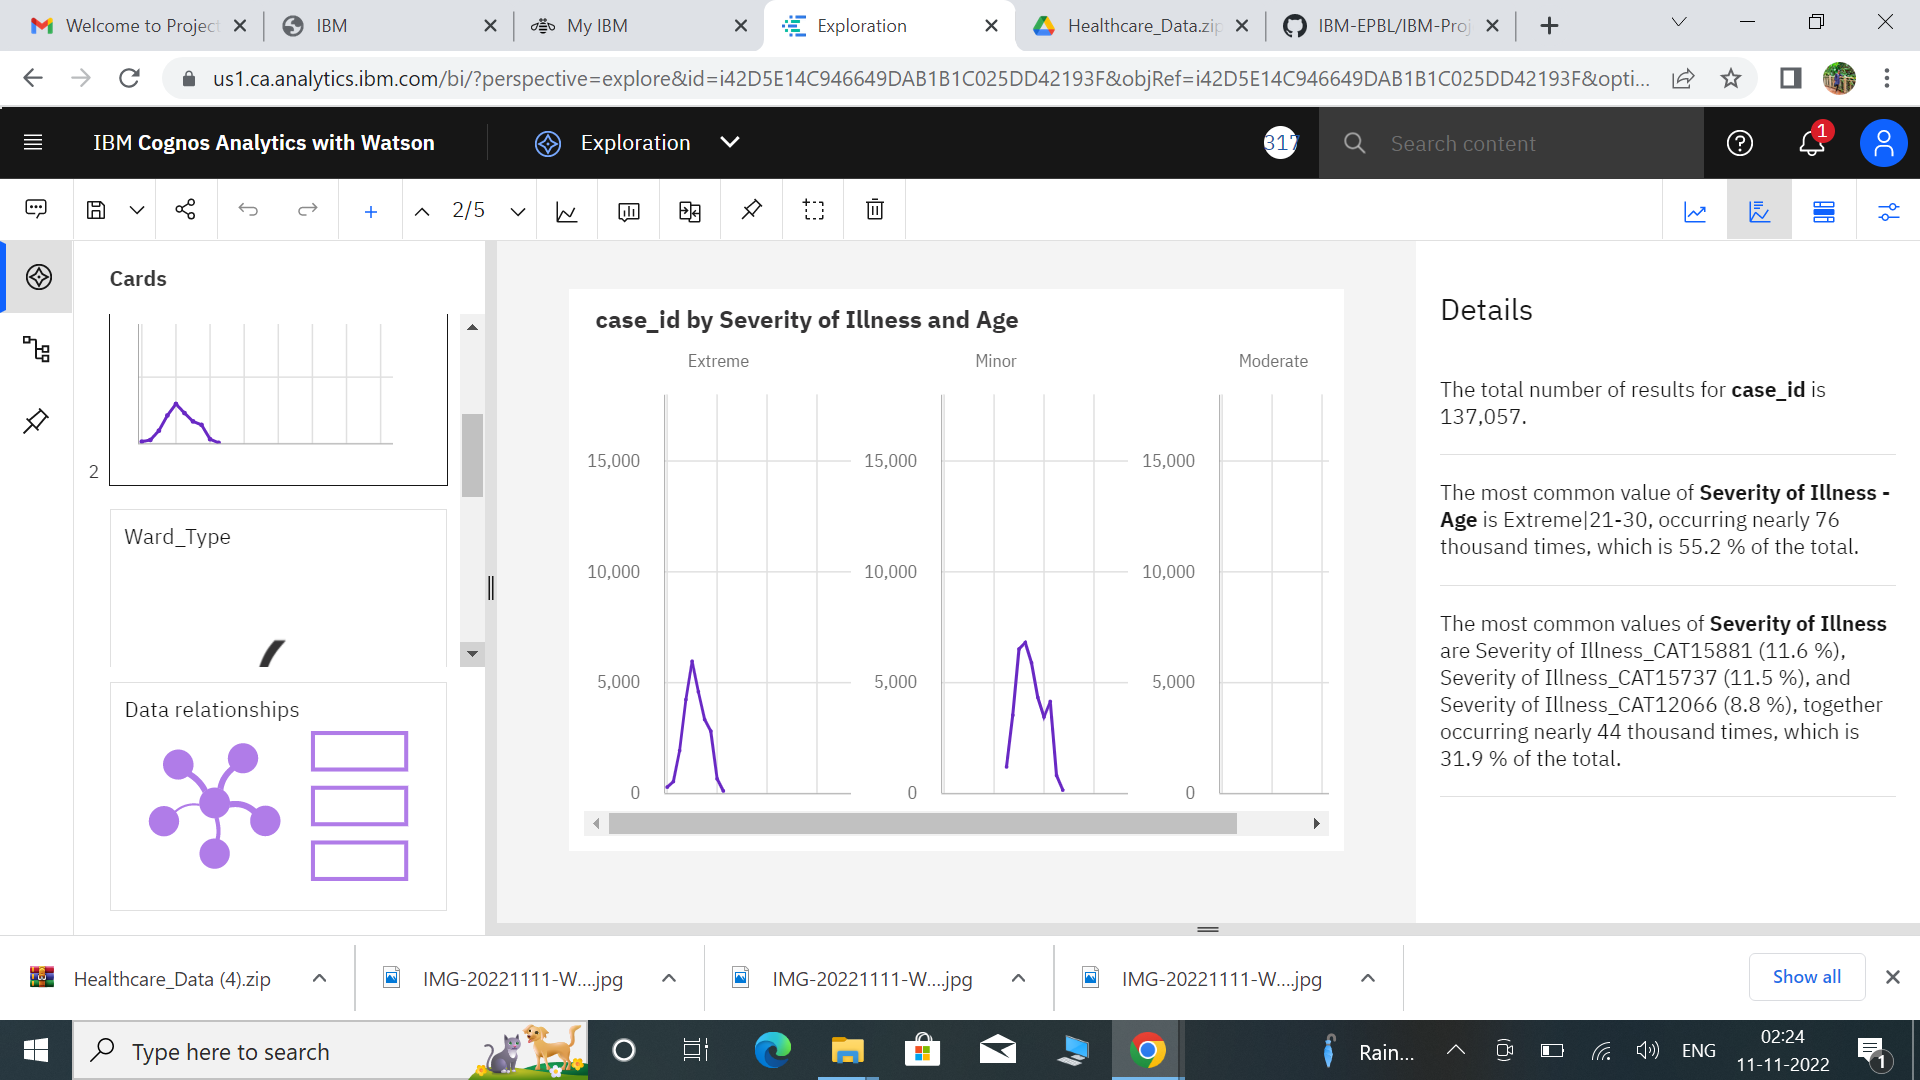 Welcome to Project
IBM
My IBM
Exploration
Healthcare_Data.zip
IBM-EPBL/IBM-Proj
us1.ca.analytics.ibm.com/bi/?perspective=explore&id=i42D5E14C946649DAB1B1C025DD42193F&objRef=i42D5E14C946649DAB1B1C025DD42193F&opti...
IBM Cognos Analytics with Watson
Exploration
317
Search content
1
2/5
Cards
2
Ward_Type
Data relationships
case_id by Severity of Illness and Age
Extreme
Minor
Moderate
15,000
15,000
15,000
10,000
10,000
10,000
5,000
5,000
5,000
0
0
0
Details
The total number of results for case_id is
137,057.
The most common value of Severity of Illness -
Age is Extreme|21-30, occurring nearly 76
thousand times, which is 55.2 % of the total.
The most common values of Severity of Illness
are Severity of Illness_CAT15881 (11.6 %),
Severity of Illness_CAT15737 (11.5 %), and
Severity of Illness_CAT12066 (8.8 %), together
occurring nearly 44 thousand times, which is
31.9 % of the total.
Healthcare_Data (4).zip
IMG-20221111-W....jpg
IMG-20221111-W....jpg
IMG-20221111-W....jpg
Show all
Type here to search
Rain...
ENG
02:24
11-11-2022
1